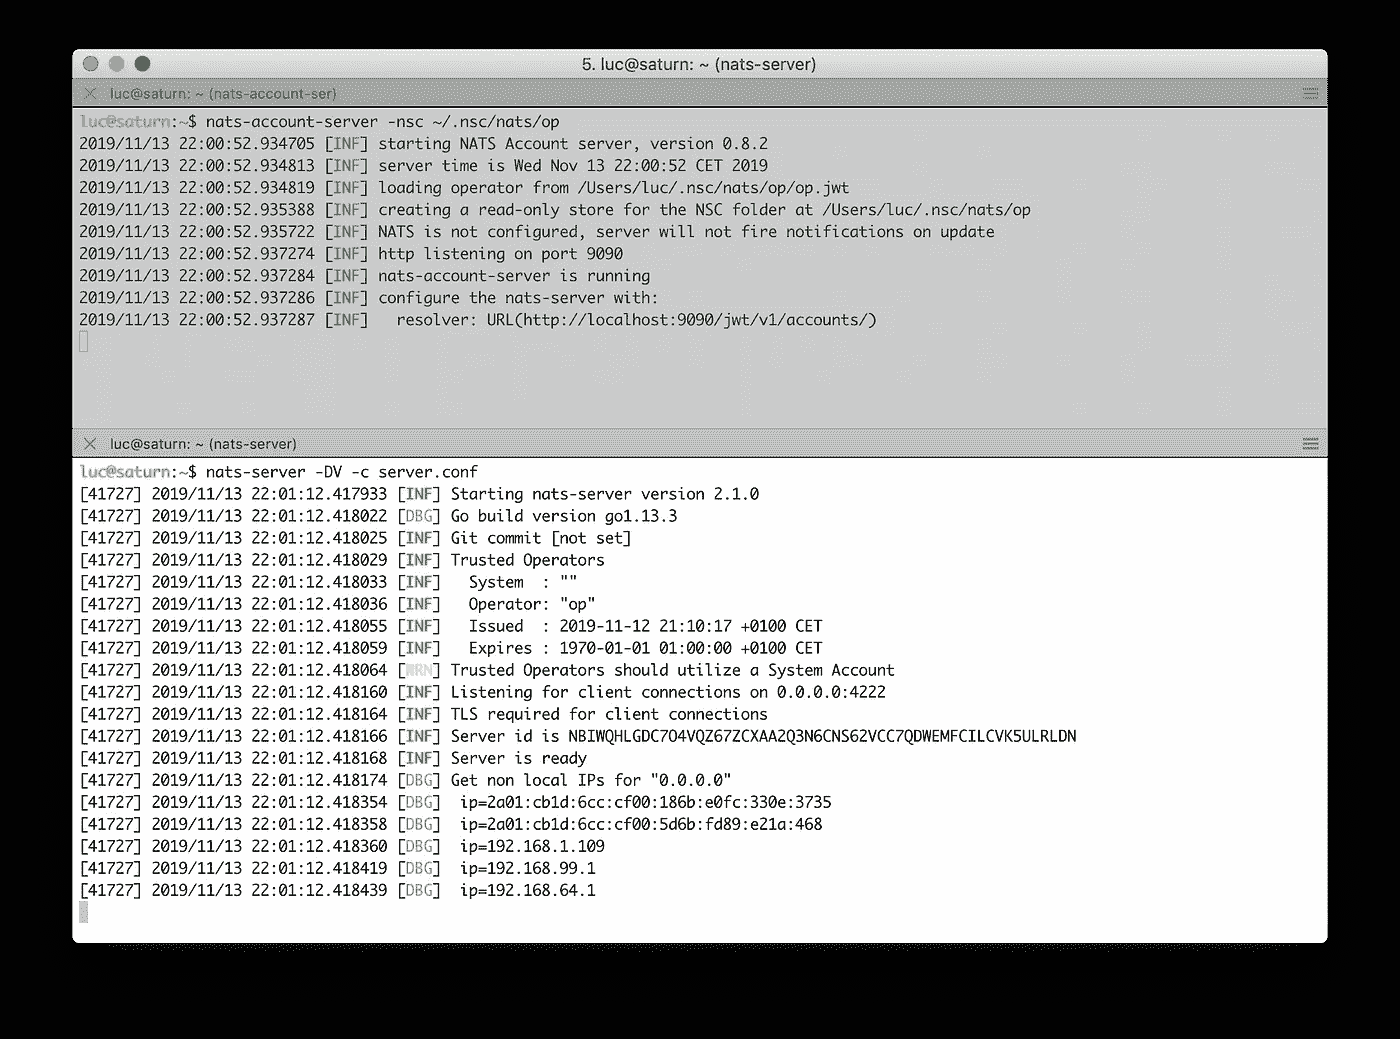 5. luc@saturn: ~ (nats-server)
luc@saturn: ~ (nats-account-ser)
luc@saturn:~$ nats-account-server -nsc ~/.nsc/nats/op
2019/11/13 22:00:52.934705 [INF] starting NATS Account server, version 0.8.2
2019/11/13 22:00:52.934813 [INF] server time is Wed Nov 13 22:00:52 CET 2019
2019/11/13 22:00:52.934819 [INF] loading operator from /Users/luc/.nsc/nats/op/op.jwt
2019/11/13 22:00:52.935388 [INF] creating a read-only store for the NSC folder at /Users/luc/.nsc/nats/op
2019/11/13 22:00:52.935722 [INF] NATS is not configured, server will not fire notifications on update
2019/11/13 22:00:52.937274 [INF] http listening on port 9090
2019/11/13 22:00:52.937284 [INF] nats-account-server is running
2019/11/13 22:00:52.937286 [INF] configure the nats-server with:
2019/11/13 22:00:52.937287 [INF]   resolver: URL(http://localhost:9090/jwt/v1/accounts/)
luc@saturn: ~ (nats-server)
luc@saturn:~$ nats-server -DV -c server.conf
[41727] 2019/11/13 22:01:12.417933 [INF] Starting nats-server version 2.1.0
[41727] 2019/11/13 22:01:12.418022 [DBG] Go build version go1.13.3
[41727] 2019/11/13 22:01:12.418025 [INF] Git commit [not set]
[41727] 2019/11/13 22:01:12.418029 [INF] Trusted Operators
[41727] 2019/11/13 22:01:12.418033 [INF]   System  : ""
[41727] 2019/11/13 22:01:12.418036 [INF]   Operator: "op"
[41727] 2019/11/13 22:01:12.418055 [INF]   Issued  : 2019-11-12 21:10:17 +0100 CET
[41727] 2019/11/13 22:01:12.418059 [INF]   Expires : 1970-01-01 01:00:00 +0100 CET
[41727] 2019/11/13 22:01:12.418064 [WRN] Trusted Operators should utilize a System Account
[41727] 2019/11/13 22:01:12.418160 [INF] Listening for client connections on 0.0.0.0:4222
[41727] 2019/11/13 22:01:12.418164 [INF] TLS required for client connections
[41727] 2019/11/13 22:01:12.418166 [INF] Server id is NBIWQHLGDC7O4VQZ67ZCXAA2Q3N6CNS62VCC7QDWEMFCILCVK5ULRLDN
[41727] 2019/11/13 22:01:12.418168 [INF] Server is ready
[41727] 2019/11/13 22:01:12.418174 [DBG] Get non local IPs for "0.0.0.0"
[41727] 2019/11/13 22:01:12.418354 [DBG]  ip=2a01:cb1d:6cc:cf00:186b:e0fc:330e:3735
[41727] 2019/11/13 22:01:12.418358 [DBG]  ip=2a01:cb1d:6cc:cf00:5d6b:fd89:e21a:468
[41727] 2019/11/13 22:01:12.418360 [DBG]  ip=192.168.1.109
[41727] 2019/11/13 22:01:12.418419 [DBG]  ip=192.168.99.1
[41727] 2019/11/13 22:01:12.418439 [DBG]  ip=192.168.64.1